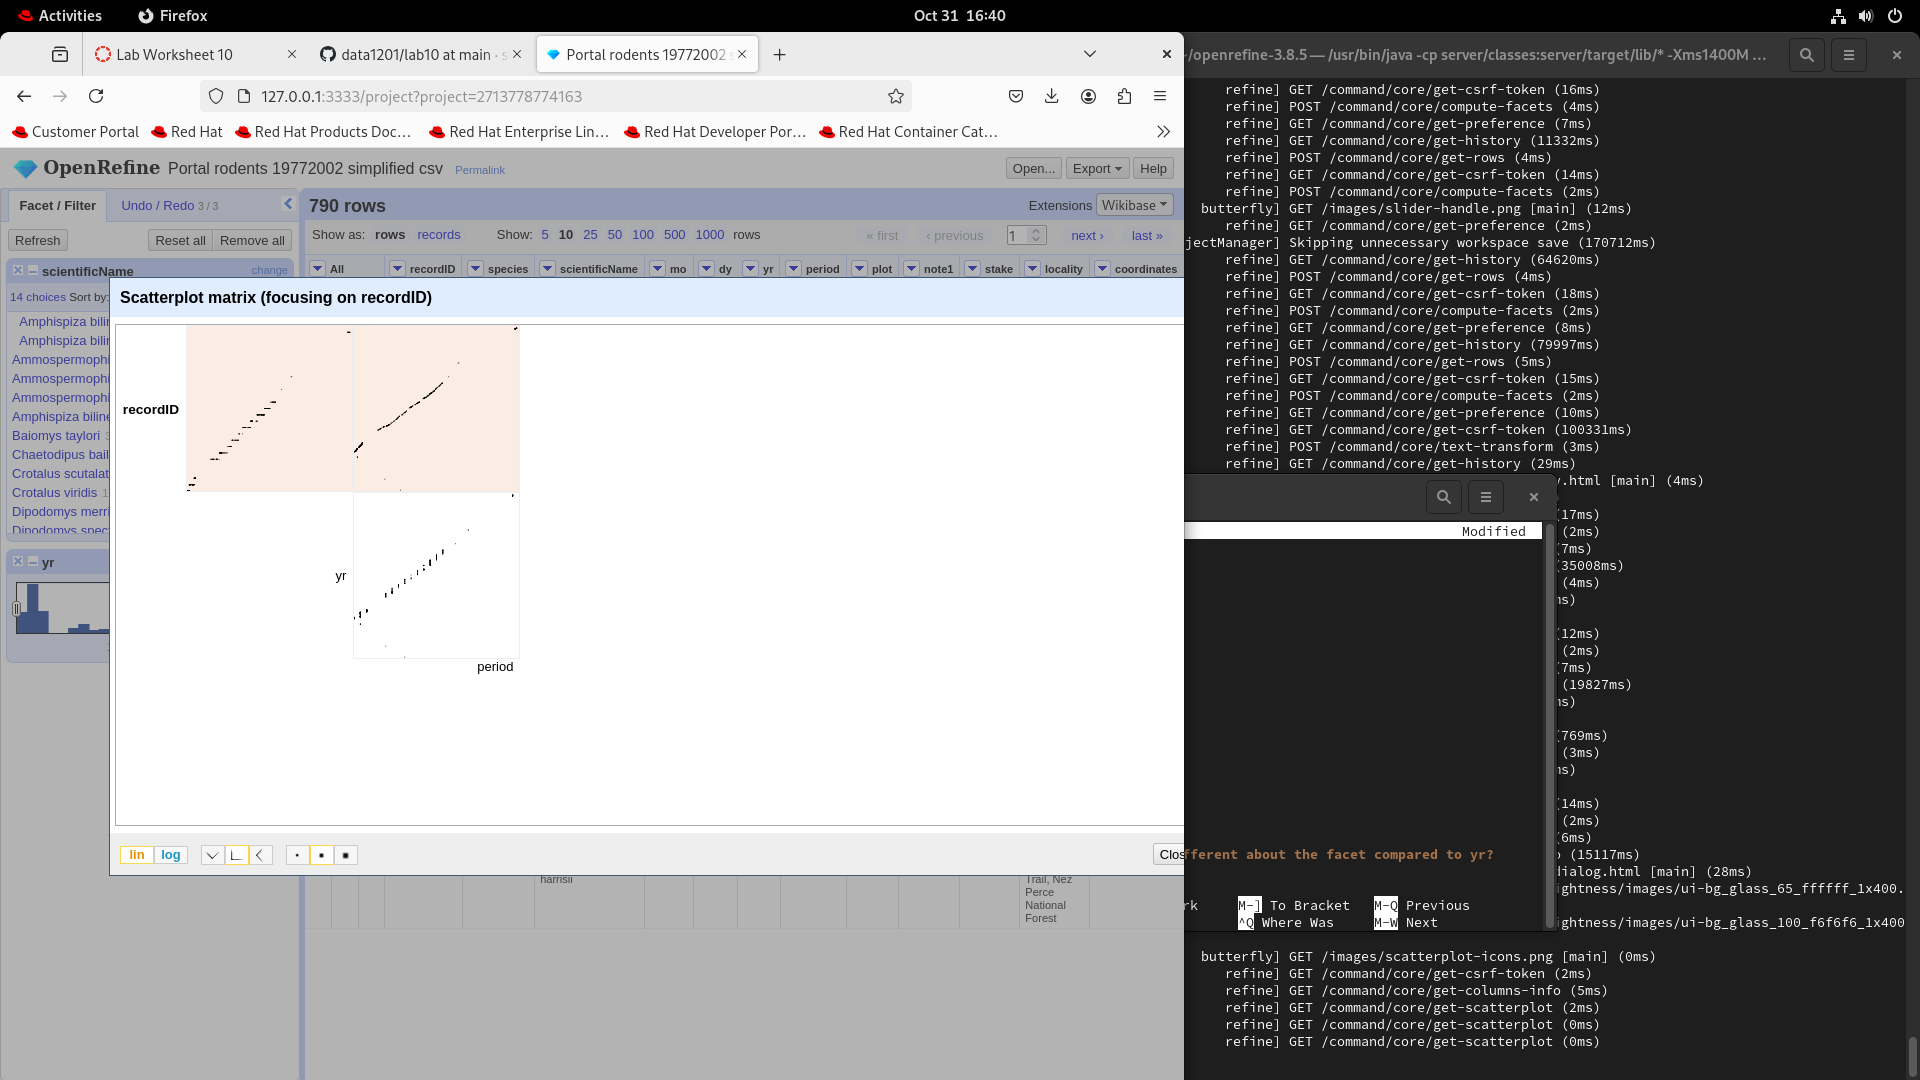 Activities
Firefox
Oct 31 16:40
Lab Worksheet 10
data1201/lab10 at main · s
Portal rodents 19772002 s
127.0.0.1:3333/project?project=2713778774163
Customer Portal
Red Hat
Red Hat Products Doc…
Red Hat Enterprise Lin…
Red Hat Developer Por…
Red Hat Container Cat…
OpenRefine
Portal rodents 19772002 simplified csv
Permalink
Open...
Export
Help
Facet / Filter
Undo / Redo 3 / 3
Refresh
Reset all
Remove all
scientificName
change
14 choices Sort by:
Amphispiza bilin
Amphispiza bilin
Ammospermophi
Ammospermophi
Ammospermophi
Amphispiza biline
Baiomys taylori 3
Chaetodipus bail
Crotalus scutalat
Crotalus viridis 1
Dipodomys merri
Dipodomys spect
yr
790 rows
Extensions
Wikibase
Show as: rows records
Show: 5 10 25 50 100 500 1000 rows
« first
‹ previous
1
next ›
last »
All
recordID
species
scientificName
mo
dy
yr
period
plot
note1
stake
locality
coordinates
Scatterplot matrix (focusing on recordID)
recordID
yr
period
lin
log
Clos
harrisii
Trail, Nez
Perce
National
Forest
~/openrefine-3.8.5 — /usr/bin/java -cp server/classes:server/target/lib/* -Xms1400M …
refine] GET /command/core/get-csrf-token (16ms)
refine] POST /command/core/compute-facets (4ms)
refine] GET /command/core/get-preference (7ms)
refine] GET /command/core/get-history (11332ms)
refine] POST /command/core/get-rows (4ms)
refine] GET /command/core/get-csrf-token (14ms)
refine] POST /command/core/compute-facets (2ms)
butterfly] GET /images/slider-handle.png [main] (12ms)
refine] GET /command/core/get-preference (2ms)
jectManager] Skipping unnecessary workspace save (170712ms)
refine] GET /command/core/get-history (64620ms)
refine] POST /command/core/get-rows (4ms)
refine] GET /command/core/get-csrf-token (18ms)
refine] POST /command/core/compute-facets (2ms)
refine] GET /command/core/get-preference (8ms)
refine] GET /command/core/get-history (79997ms)
refine] POST /command/core/get-rows (5ms)
refine] GET /command/core/get-csrf-token (15ms)
refine] POST /command/core/compute-facets (2ms)
refine] GET /command/core/get-preference (10ms)
refine] GET /command/core/get-csrf-token (100331ms)
refine] POST /command/core/text-transform (3ms)
refine] GET /command/core/get-history (29ms)
.html [main] (4ms)
(17ms)
(2ms)
(7ms)
(35008ms)
(4ms)
ms)
(12ms)
(2ms)
(7ms)
(19827ms)
ms)
(769ms)
(3ms)
ms)
(14ms)
(2ms)
(6ms)
(15117ms)
dialog.html [main] (28ms)
ightness/images/ui-bg_glass_65_ffffff_1x400.
ightness/images/ui-bg_glass_100_f6f6f6_1x400
butterfly] GET /images/scatterplot-icons.png [main] (0ms)
refine] GET /command/core/get-csrf-token (2ms)
refine] GET /command/core/get-columns-info (5ms)
refine] GET /command/core/get-scatterplot (2ms)
refine] GET /command/core/get-scatterplot (0ms)
refine] GET /command/core/get-scatterplot (0ms)
Modified
fferent about the facet compared to yr?
rk
M-] To Bracket
M-Q Previous
^Q Where Was
M-W Next